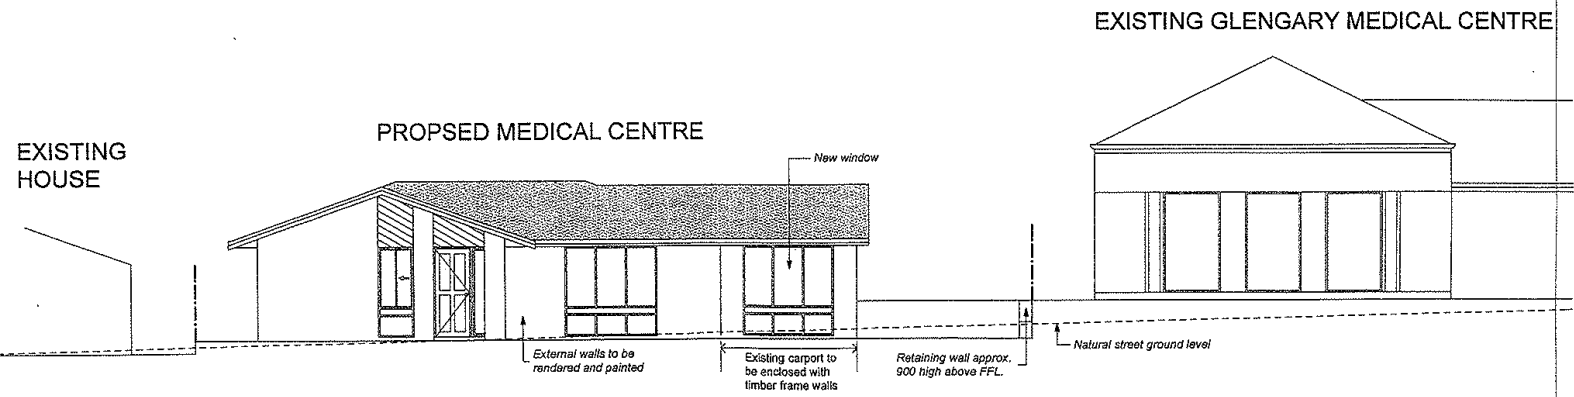 EXISTING GLENGARY MEDICAL CENTRE
PROPSED MEDICAL CENTRE
EXISTING
HOUSE
New window
External walls to be
rendered and painted
Existing carport to
be enclosed with
timber frame walls
Retaining wall approx.
900 high above FFL.
Natural street ground level